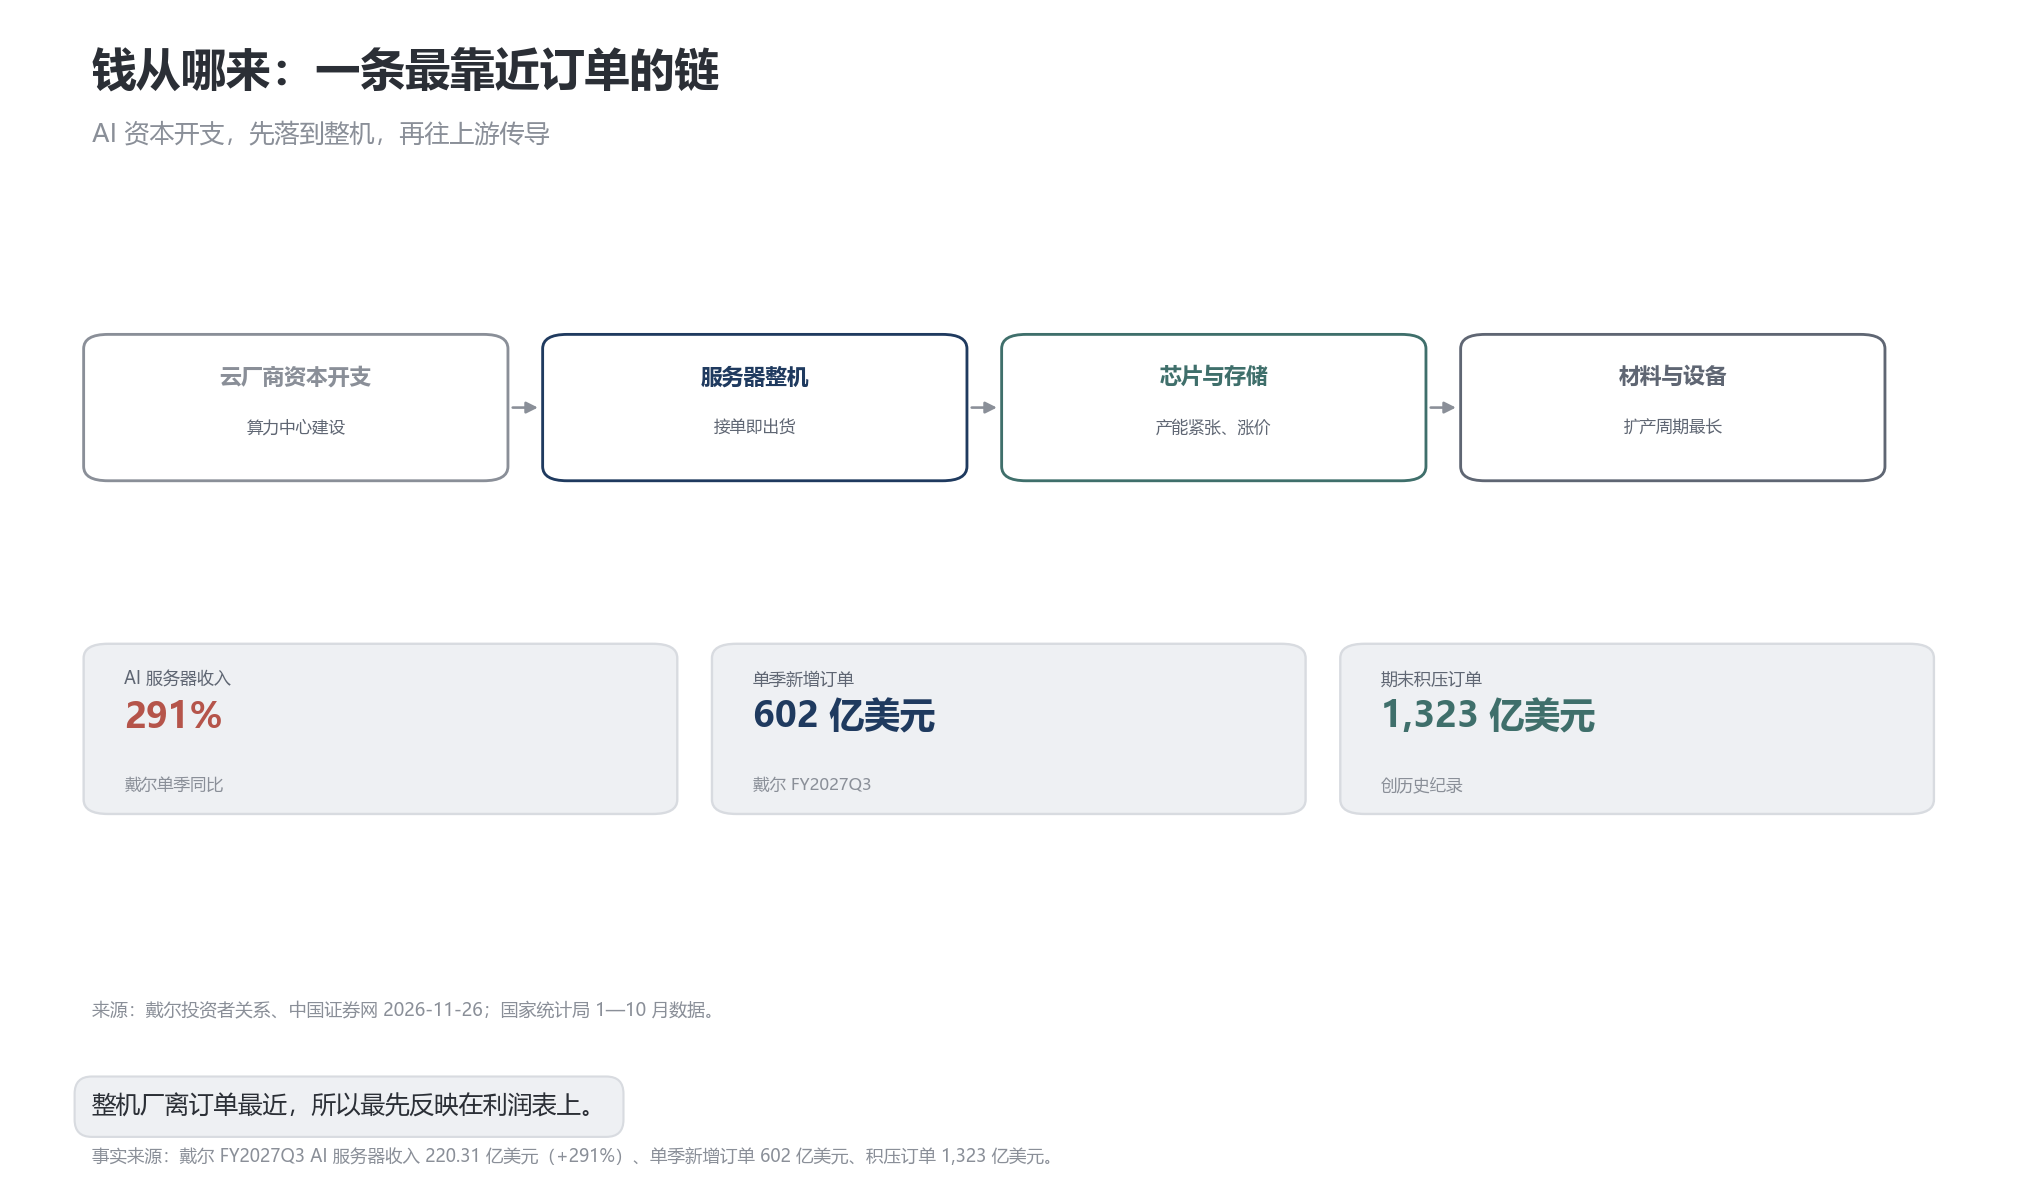 钱从哪来：一条最靠近订单的链
AI 资本开支，先落到整机，再往上游传导
云厂商资本开支
算力中心建设
服务器整机
接单即出货
芯片与存储
产能紧张、涨价
材料与设备
扩产周期最长
AI 服务器收入
291%
戴尔单季同比
单季新增订单
602 亿美元
戴尔 FY2027Q3
期末积压订单
1,323 亿美元
创历史纪录
来源：戴尔投资者关系、中国证券网 2026-11-26；国家统计局 1—10 月数据。
整机厂离订单最近，所以最先反映在利润表上。
事实来源：戴尔 FY2027Q3 AI 服务器收入 220.31 亿美元（+291%）、单季新增订单 602 亿美元、积压订单 1,323 亿美元。